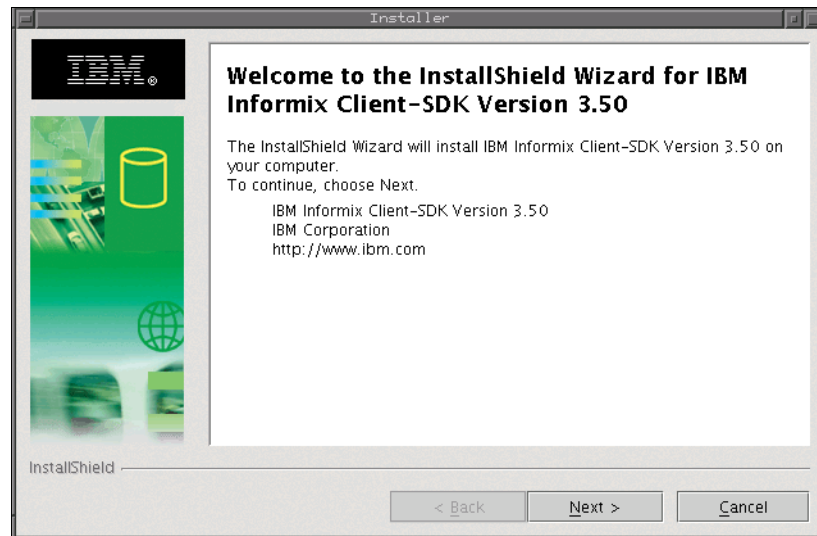 Installer
IBM®
Welcome to the InstallShield Wizard for IBM
Informix Client-SDK Version 3.50
The InstallShield Wizard will install IBM Informix Client-SDK Version 3.50 on
your computer.
To continue, choose Next.
IBM Informix Client-SDK Version 3.50
IBM Corporation
http://www.ibm.com
InstallShield
< Back
Next >
Cancel